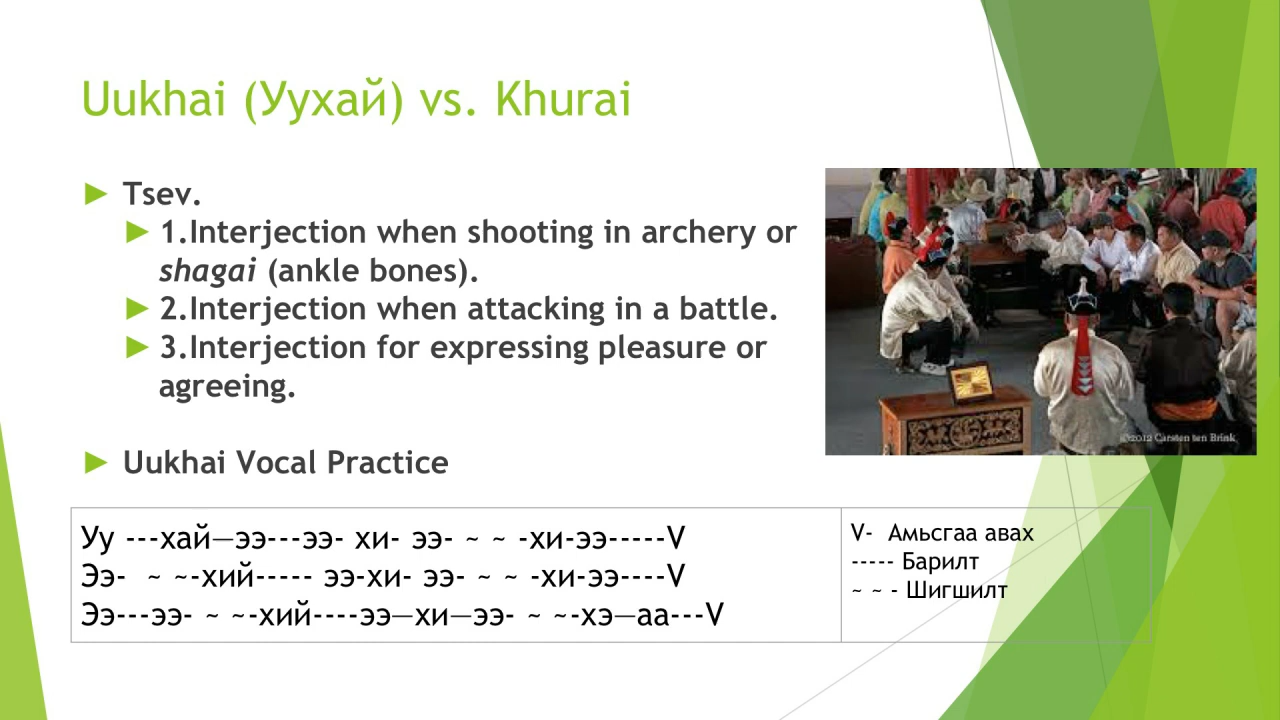 Uukhai (Уухай) vs. Khurai
► Tsev.
► 1.Interjection when shooting in archery or
shagai (ankle bones).
► 2.Interjection when attacking in a battle.
► 3.Interjection for expressing pleasure or
agreeing.
► Uukhai Vocal Practice
Уу ---хай—ээ---ээ- хи- ээ- ~ ~ -хи-ээ-----V
Ээ-  ~ ~-хий----- ээ-хи- ээ- ~ ~ -хи-ээ----V
Ээ---ээ- ~ ~-хий----ээ—хи—ээ- ~ ~-хэ—аа---V
V-  Амьсгаа авах
----- Барилт
~ ~ - Шигшилт
©2012 Carsten ten Brink